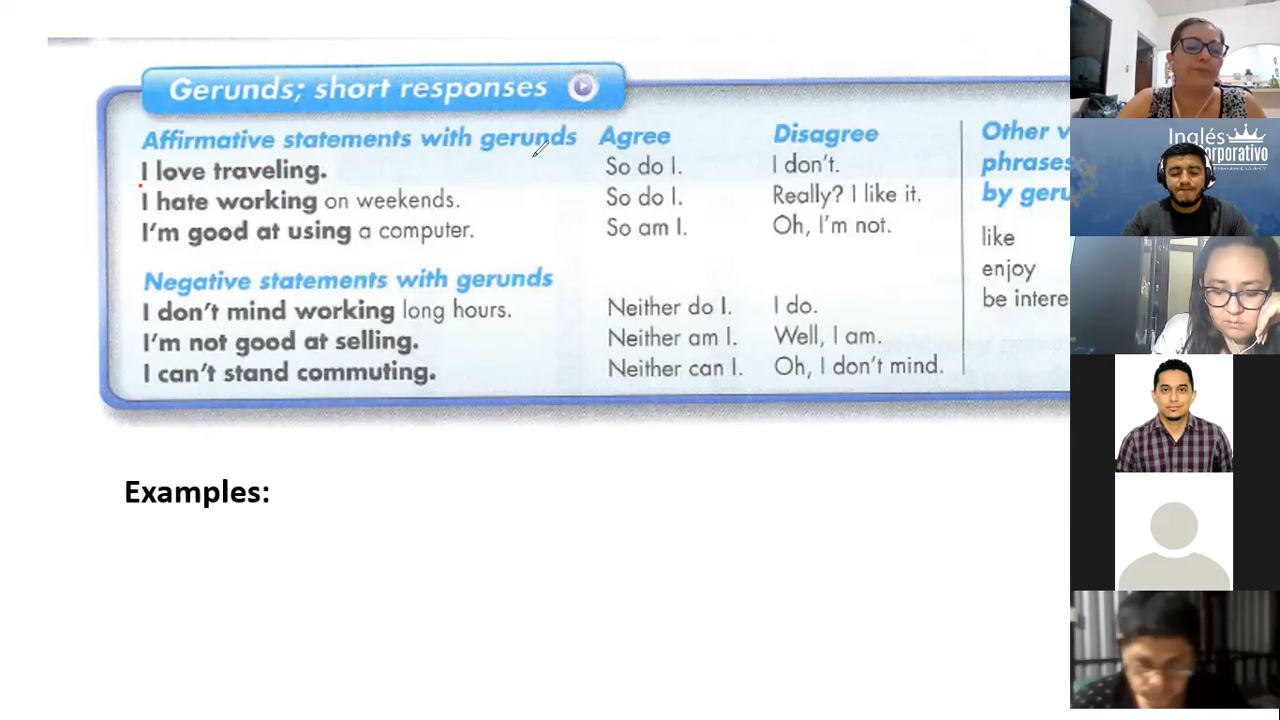 Gerunds; short responses
Affirmative statements with gerunds Agree Disagree Other v
I love traveling. So do I. I don't. phrases
I hate working on weekends. So do I. Really? I like it. by geru
I'm good at using a computer. So am I. Oh, I'm not.
like
Negative statements with gerunds enjoy
I don't mind working long hours. Neither do I. I do. be intere
I'm not good at selling. Neither am I. Well, I am.
I can't stand commuting. Neither can I. Oh, I don't mind.
Examples:
Inglés
orporativo